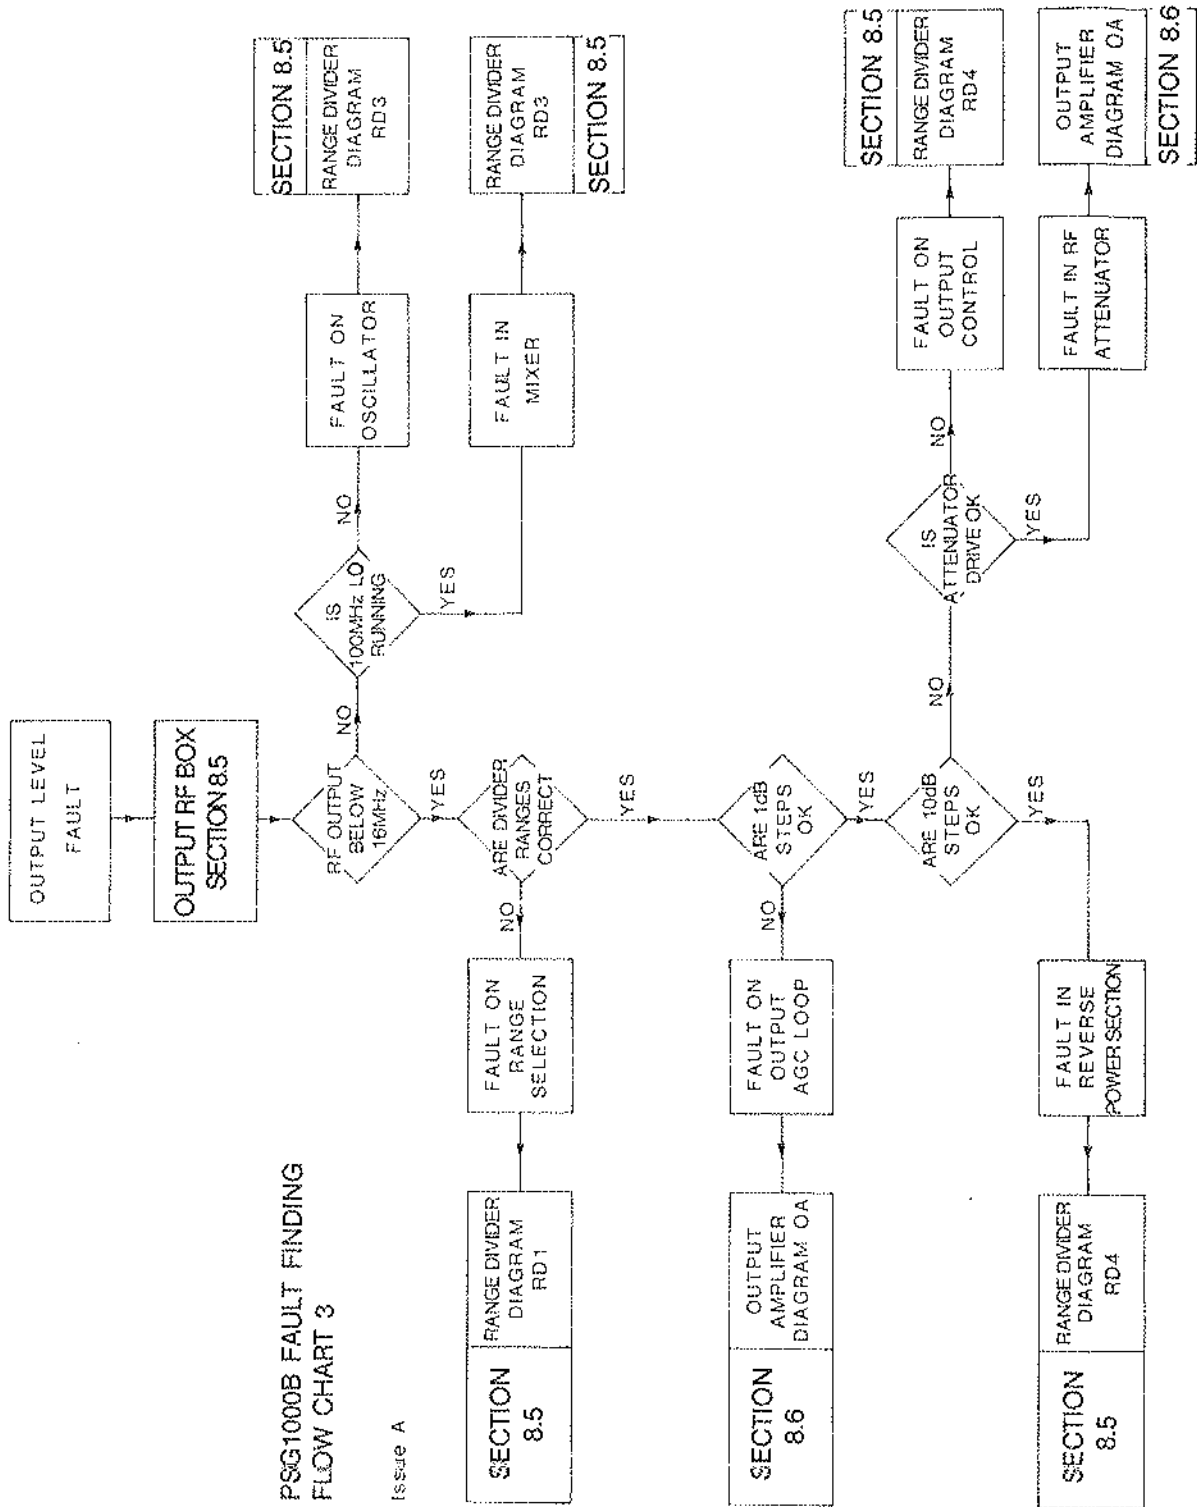 PSG1000B FAULT FINDING
FLOW CHART 3
Issue A
OUTPUT LEVEL
FAULT
OUTPUT RF BOX
SECTION 8.5
RF OUTPUT
BELOW
16MHz
NO
YES
IS
100MHz LO
RUNNING
NO
YES
FAULT ON
OSCILLATOR
SECTION 8.5
RANGE DIVIDER
DIAGRAM
RD3
FAULT IN
MIXER
RANGE DIVIDER
DIAGRAM
RD3
SECTION 8.5
ARE DIVIDER
RANGES
CORRECT
NO
YES
FAULT ON
RANGE
SELECTION
RANGE DIVIDER
DIAGRAM
RD1
SECTION
8.5
ARE 1dB
STEPS
OK
NO
YES
FAULT ON
OUTPUT
AGC LOOP
OUTPUT
AMPLIFIER
DIAGRAM OA
SECTION
8.6
ARE 10dB
STEPS
OK
NO
YES
IS
ATTENUATOR
DRIVE OK
NO
YES
FAULT ON
OUTPUT
CONTROL
SECTION 8.5
RANGE DIVIDER
DIAGRAM
RD4
FAULT IN RF
ATTENUATOR
OUTPUT
AMPLIFIER
DIAGRAM OA
SECTION 8.6
FAULT IN
REVERSE
POWER SECTION
RANGE DIVIDER
DIAGRAM
RD4
SECTION
8.5